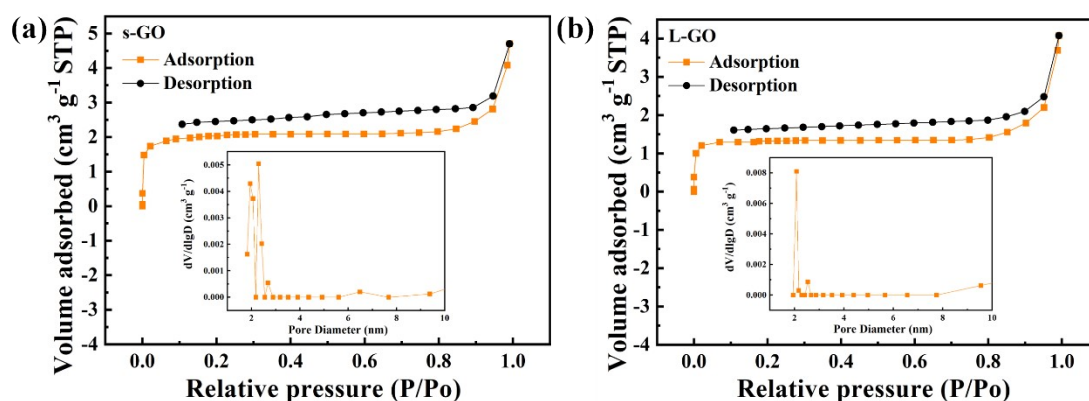 (a)
s-GO
Adsorption
Desorption
Volume adsorbed (cm³ g⁻¹ STP)
5
4
3
2
1
0
-1
-2
-3
-4
0.0 0.2 0.4 0.6 0.8 1.0
Relative pressure (P/Po)
dV/dlgD (cm³ g⁻¹)
0.005
0.004
0.003
0.002
0.001
0.000
2 4 6 8 10
Pore Diameter (nm)
(b)
L-GO
Adsorption
Desorption
Volume adsorbed (cm³ g⁻¹ STP)
4
3
2
1
0
-1
-2
-3
-4
0.0 0.2 0.4 0.6 0.8 1.0
Relative pressure (P/Po)
dV/dlgD (cm³ g⁻¹)
0.008
0.006
0.004
0.002
0.000
2 4 6 8 10
Pore Diameter (nm)